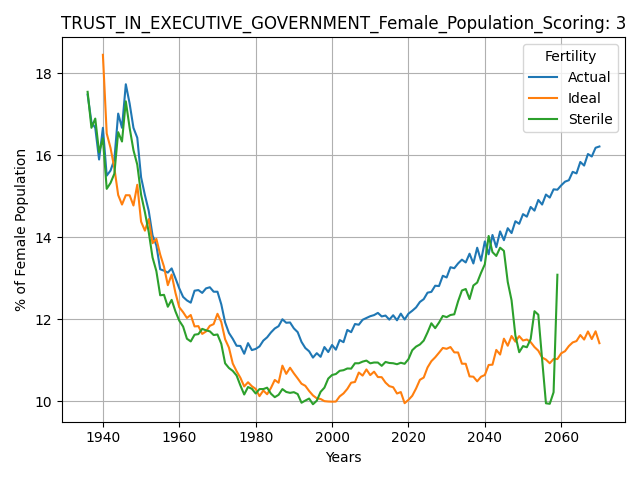 TRUST_IN_EXECUTIVE_GOVERNMENT_Female_Population_Scoring: 3
Fertility
Actual
Ideal
Sterile
% of Female Population
18
16
14
12
10
1940 1960 1980 2000 2020 2040 2060
Years